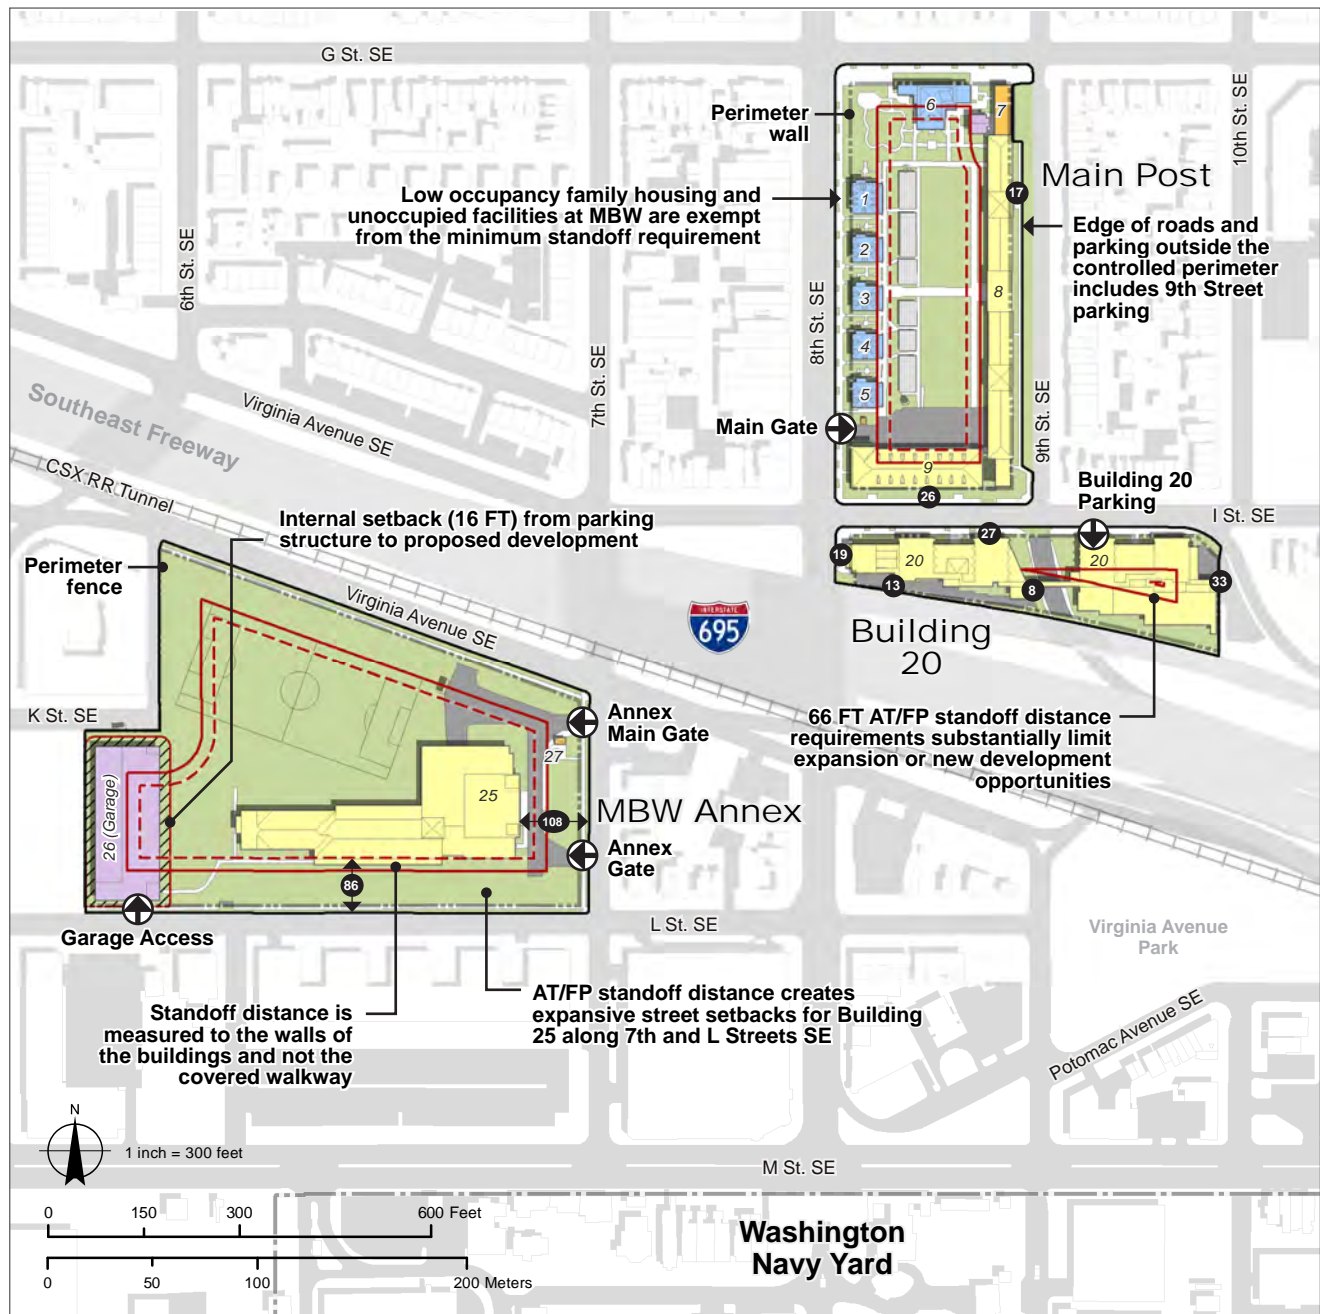 G St. SE
10th St. SE
6
7
Perimeter
wall
Main Post
17
Low occupancy family housing and
unoccupied facilities at MBW are exempt
from the minimum standoff requirement
1
2
3
4
5
8
Edge of roads and
parking outside the
controlled perimeter
includes 9th Street
parking
6th St. SE
8th St. SE
7th St. SE
9th St. SE
Southeast Freeway
Virginia Avenue SE
Main Gate
9
26
CSX RR Tunnel
Building 20
Parking
I St. SE
Internal setback (16 FT) from parking
structure to proposed development
Perimeter
fence
Virginia Avenue SE
INTERSTATE
695
27
19
20
20
13
8
33
Building
20
K St. SE
Annex
Main Gate
27
66 FT AT/FP standoff distance
requirements substantially limit
expansion or new development
opportunities
26 (Garage)
25
108
MBW Annex
Annex
Gate
86
Garage Access
L St. SE
Virginia Avenue
Park
Standoff distance is
measured to the walls of
the buildings and not the
covered walkway
AT/FP standoff distance creates
expansive street setbacks for Building
25 along 7th and L Streets SE
Potomac Avenue SE
N
1 inch = 300 feet
M St. SE
0 150 300 600 Feet
0 50 100 200 Meters
Washington
Navy Yard